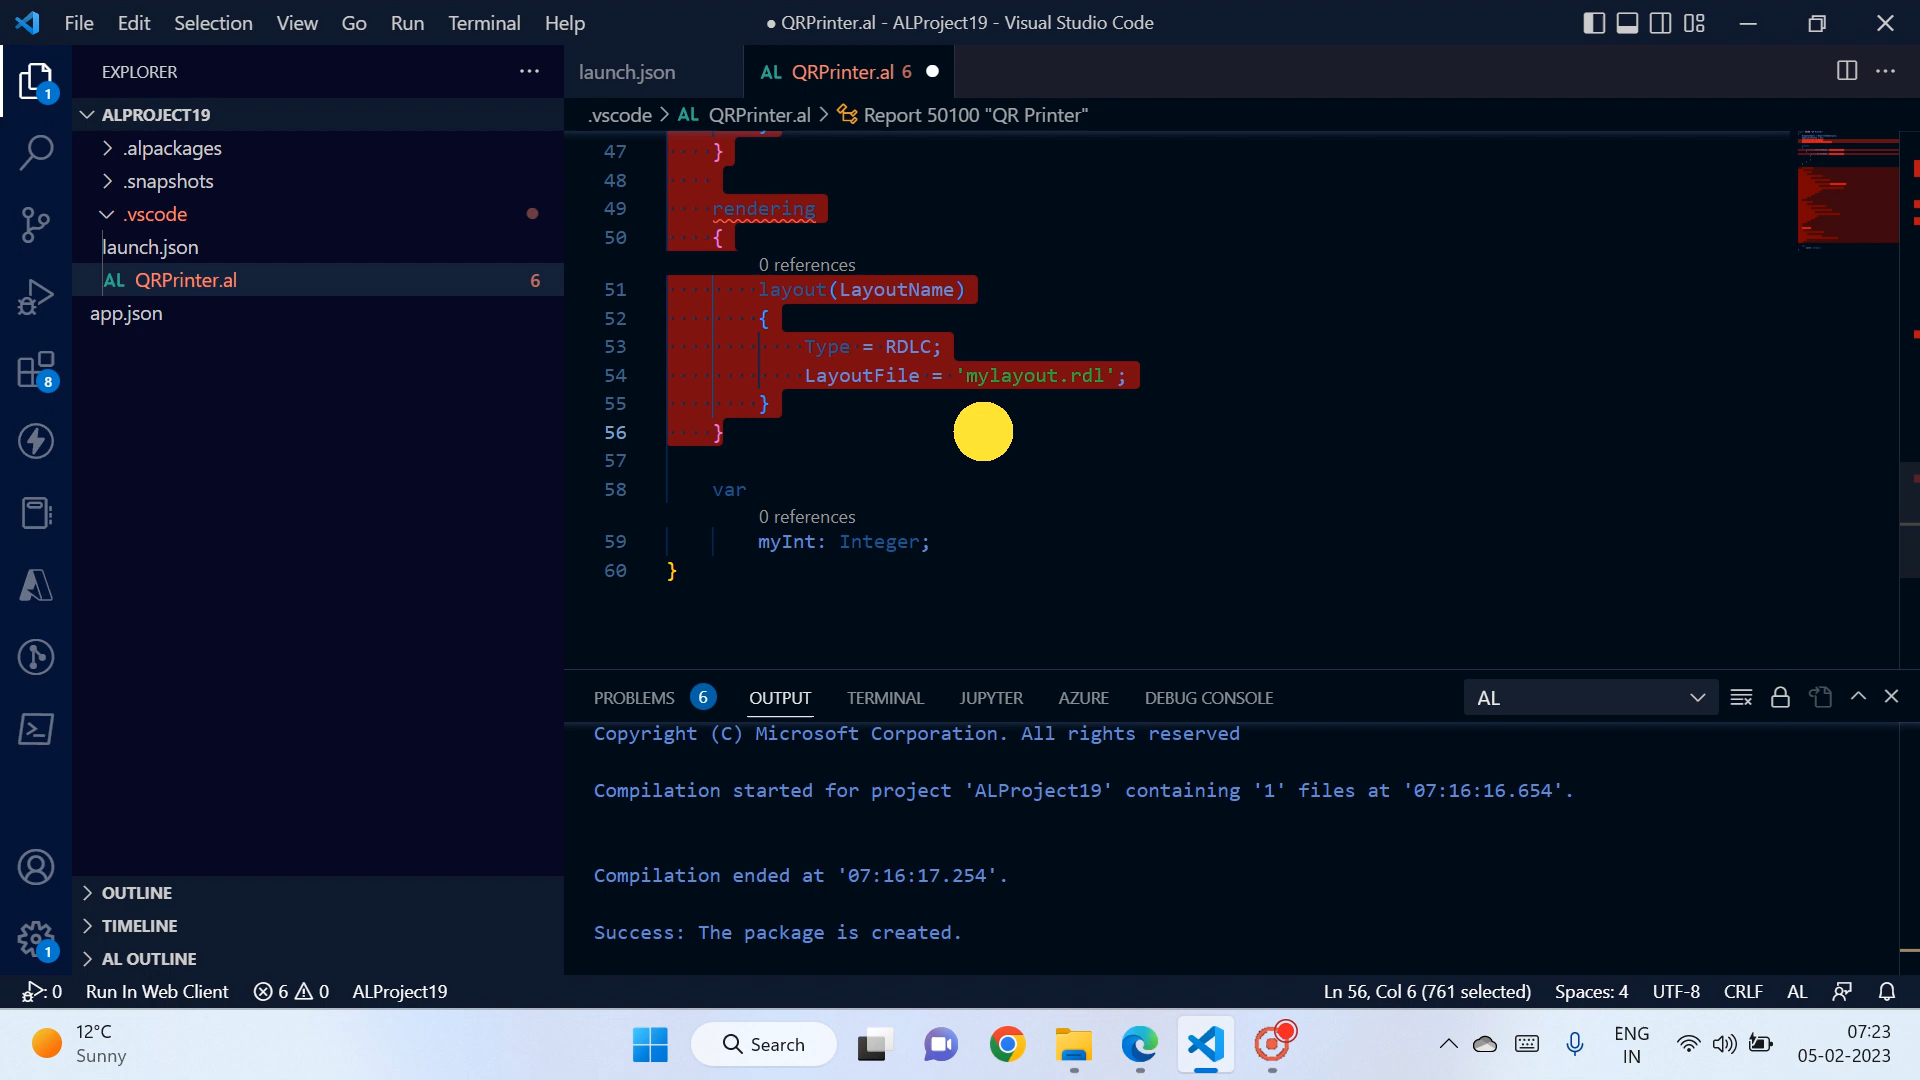 File Edit Selection View Go Run Terminal Help
● QRPrinter.al - ALProject19 - Visual Studio Code
EXPLORER
ALPROJECT19
.alpackages
.snapshots
.vscode
launch.json
AL QRPrinter.al 6
app.json
OUTLINE
TIMELINE
AL OUTLINE
1
8
1
launch.json
AL QRPrinter.al 6
.vscode > AL QRPrinter.al > Report 50100 "QR Printer"
47 }
48
49 rendering
50 {
0 references
51 layout(LayoutName)
52 {
53 Type = RDLC;
54 LayoutFile = 'mylayout.rdl';
55 }
56 }
57
58 var
0 references
59 myInt: Integer;
60 }
PROBLEMS 6 OUTPUT TERMINAL JUPYTER AZURE DEBUG CONSOLE
AL
Copyright (C) Microsoft Corporation. All rights reserved
Compilation started for project 'ALProject19' containing '1' files at '07:16:16.654'.
Compilation ended at '07:16:17.254'.
Success: The package is created.
: 0 Run In Web Client 6 0 ALProject19
Ln 56, Col 6 (761 selected) Spaces: 4 UTF-8 CRLF AL
12°C
Sunny
Search
ENG
IN
07:23
05-02-2023